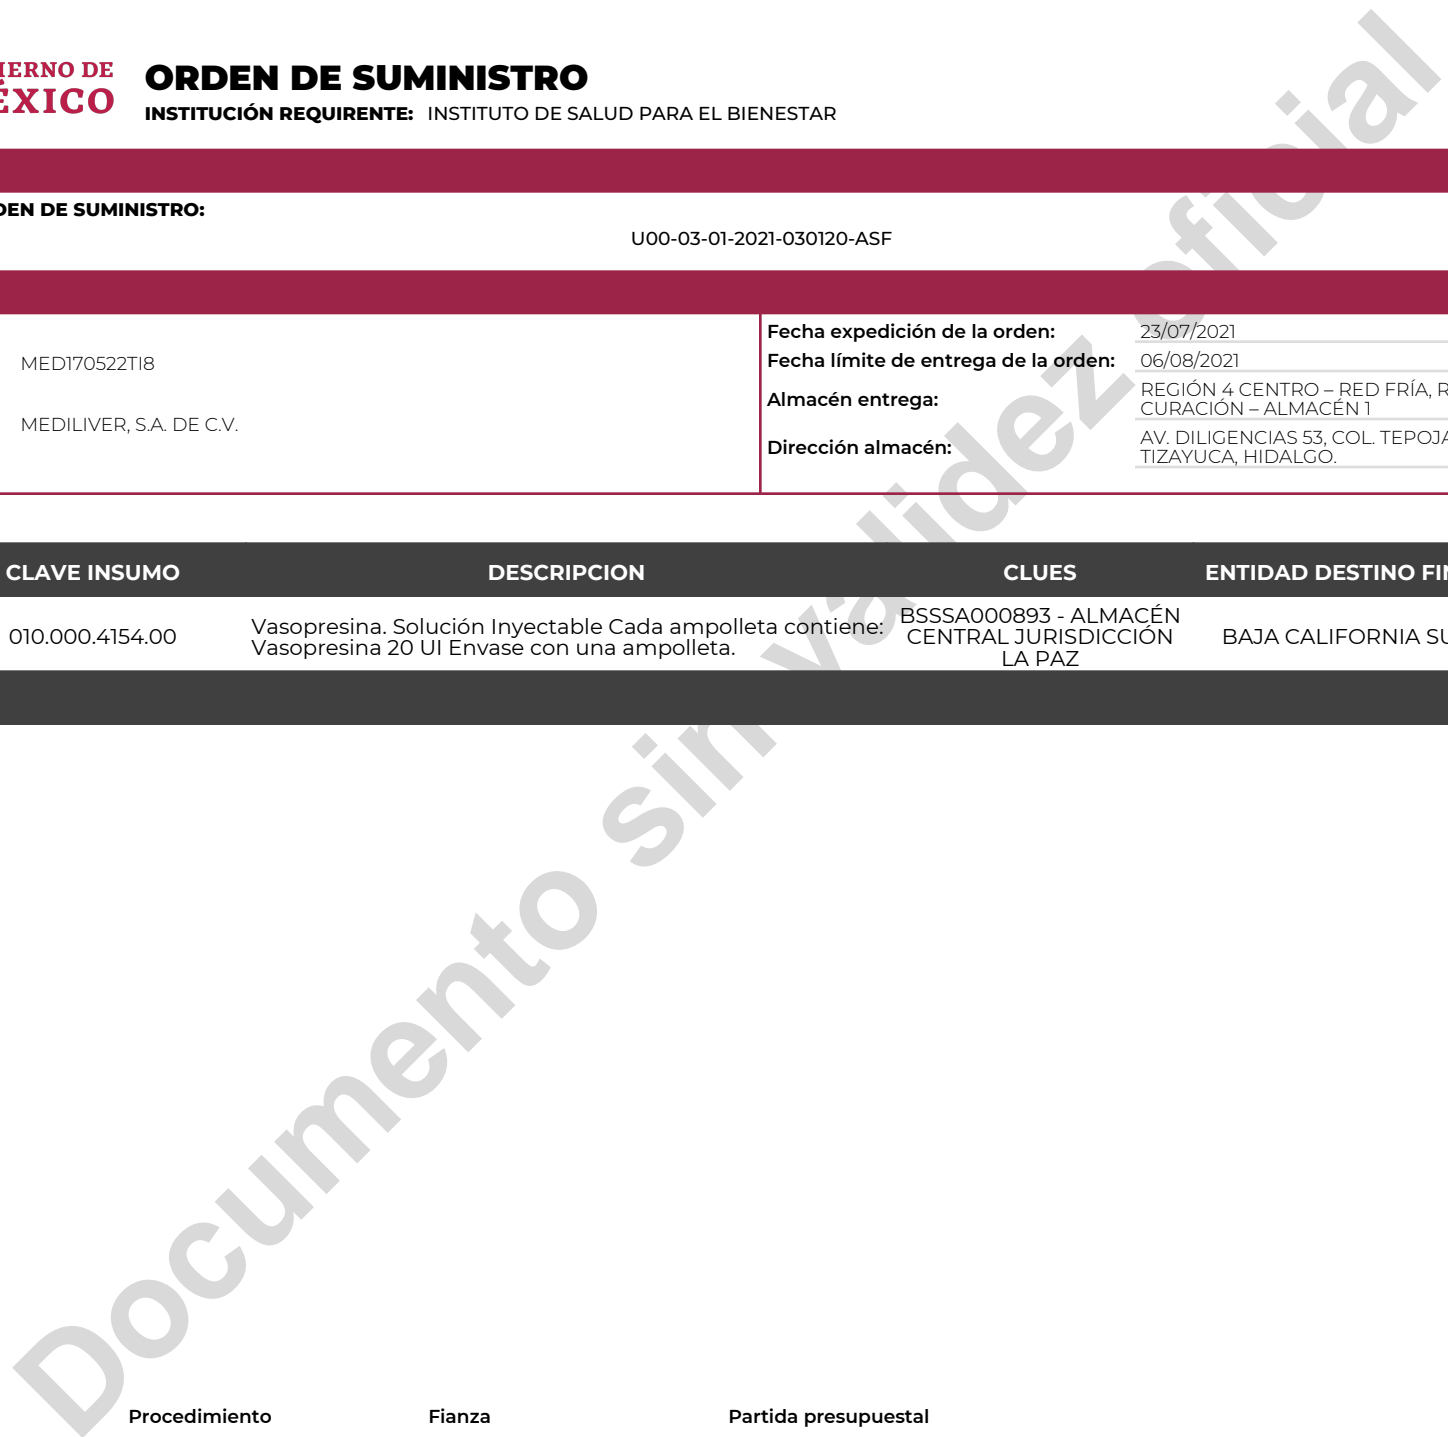 IERNO DE
ÉXICO
ORDEN DE SUMINISTRO
INSTITUCIÓN REQUIRENTE: INSTITUTO DE SALUD PARA EL BIENESTAR
DEN DE SUMINISTRO:
U00-03-01-2021-030120-ASF
MED170522TI8
MEDILIVER, S.A. DE C.V.
Fecha expedición de la orden: 23/07/2021
Fecha límite de entrega de la orden: 06/08/2021
Almacén entrega: REGIÓN 4 CENTRO – RED FRÍA, R
CURACIÓN – ALMACÉN 1
Dirección almacén: AV. DILIGENCIAS 53, COL. TEPOJA
TIZAYUCA, HIDALGO.
CLAVE INSUMO DESCRIPCION CLUES ENTIDAD DESTINO FIN
010.000.4154.00
Vasopresina. Solución Inyectable Cada ampolleta contiene:
Vasopresina 20 UI Envase con una ampolleta.
BSSSA000893 - ALMACÉN
CENTRAL JURISDICCIÓN
LA PAZ
BAJA CALIFORNIA SU
Documento sin validez oficial
Procedimiento Fianza Partida presupuestal